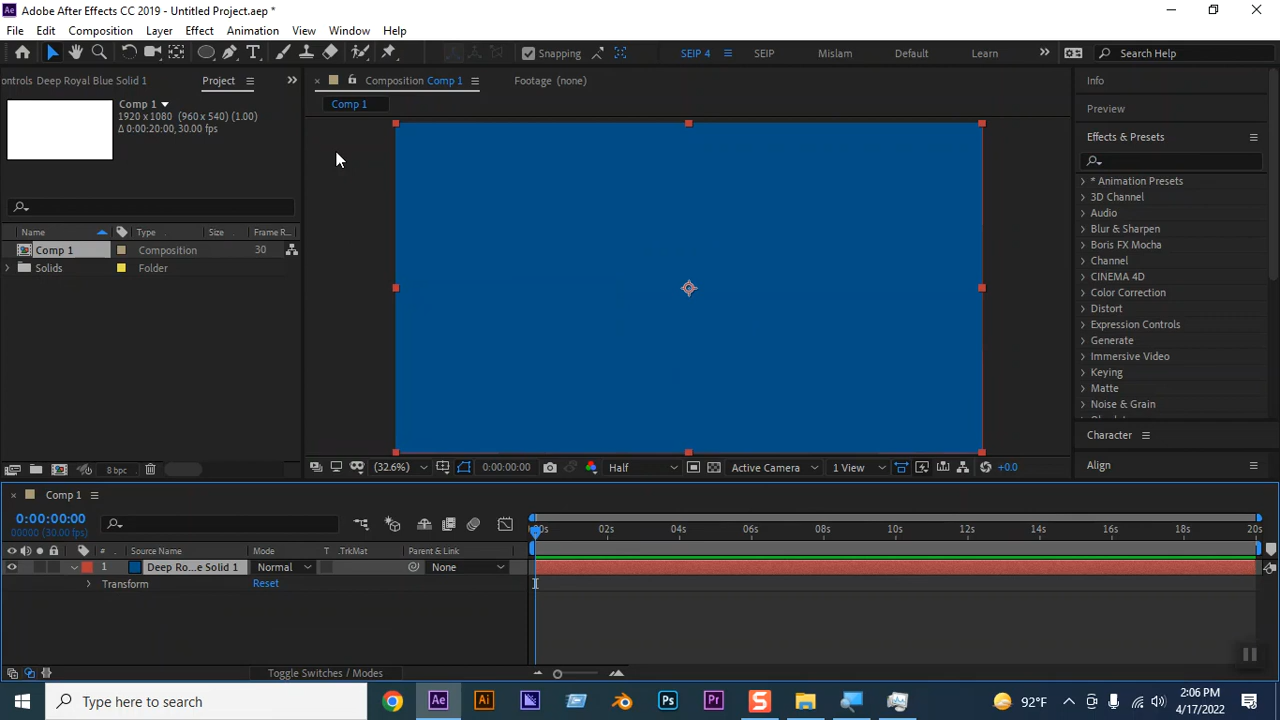 Adobe After Effects CC 2019 - Untitled Project.aep *
File Edit Composition Layer Effect Animation View Window Help
Snapping SEIP 4 SEIP Mislam Default Learn Search Help
ontrols Deep Royal Blue Solid 1 Project
Composition Comp 1 Footage (none)
Info
Comp 1
1920 x 1080 (960 x 540) (1.00)
Δ 0:00:20:00, 30.00 fps
Comp 1
Preview
Effects & Presets
* Animation Presets
3D Channel
Audio
Blur & Sharpen
Boris FX Mocha
Channel
CINEMA 4D
Color Correction
Distort
Expression Controls
Generate
Immersive Video
Keying
Matte
Noise & Grain
Character
Align
Name Type Size Frame R...
Comp 1 Composition 30
Solids Folder
8 bpc
(32.6%) 0:00:00:00 Half Active Camera 1 View +0.0
Comp 1
0:00:00:00
00000 (30.00 fps)
00s 02s 04s 06s 08s 10s 12s 14s 16s 18s 20s
# Source Name Mode T .TrkMat Parent & Link
1 Deep Ro...e Solid 1 Normal None
Transform Reset
Toggle Switches / Modes
Type here to search
Ae Ai Ps Pr S
92°F
2:06 PM
4/17/2022